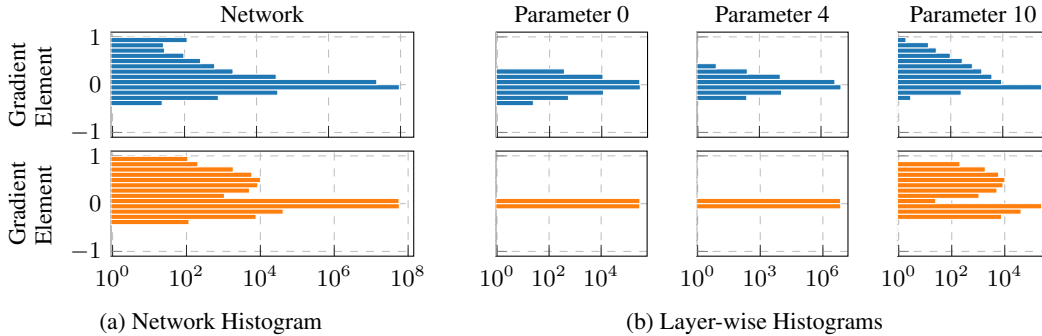 Network Parameter 0 Parameter 4 Parameter 10
Gradient Element
1
0
−1
Gradient Element
1
0
−1
10^0 10^2 10^4 10^6 10^8 10^0 10^2 10^4 10^0 10^3 10^6 10^0 10^2 10^4
(a) Network Histogram (b) Layer-wise Histograms